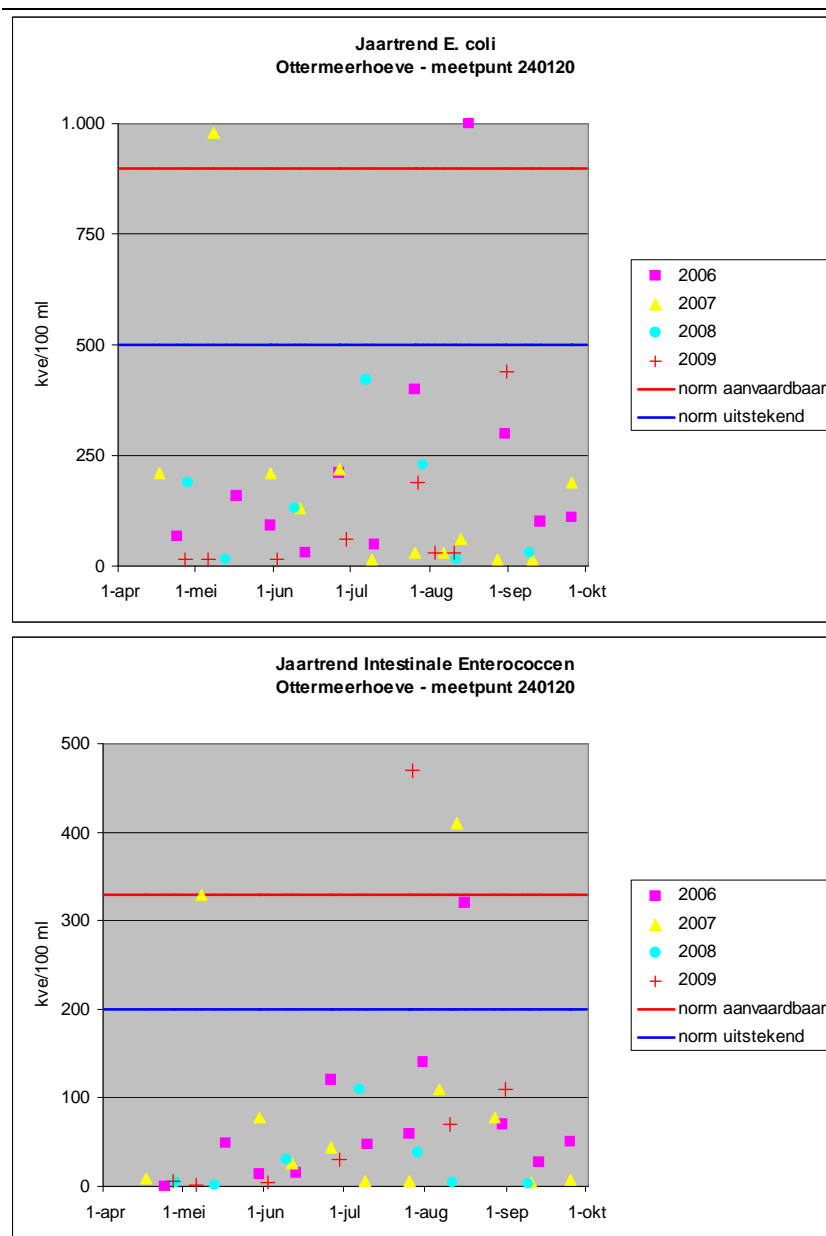 Jaartrend E. coli
Ottermeerhoeve - meetpunt 240120
1.000
750
500
250
0
kve/100 ml
1-apr 1-mei 1-jun 1-jul 1-aug 1-sep 1-okt
2006
2007
2008
2009
norm aanvaardbaar
norm uitstekend
Jaartrend Intestinale Enterococcen
Ottermeerhoeve - meetpunt 240120
500
400
300
200
100
0
kve/100 ml
1-apr 1-mei 1-jun 1-jul 1-aug 1-sep 1-okt
2006
2007
2008
2009
norm aanvaardbaar
norm uitstekend